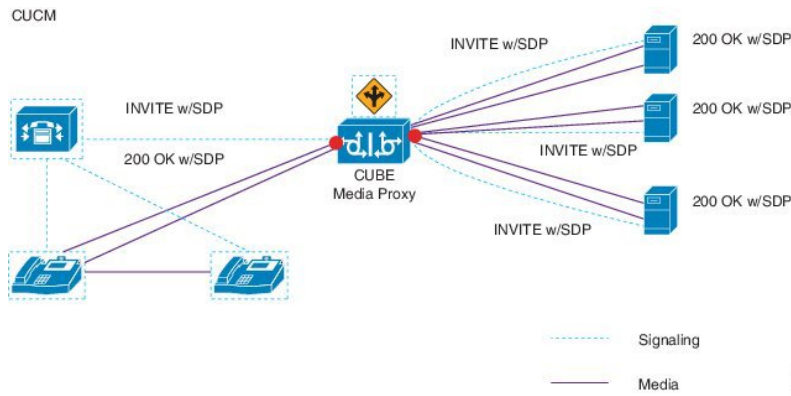 CUCM
INVITE w/SDP
200 OK w/SDP
INVITE w/SDP
200 OK w/SDP
200 OK w/SDP
INVITE w/SDP
200 OK w/SDP
INVITE w/SDP
CUBE
Media Proxy
Signaling
Media